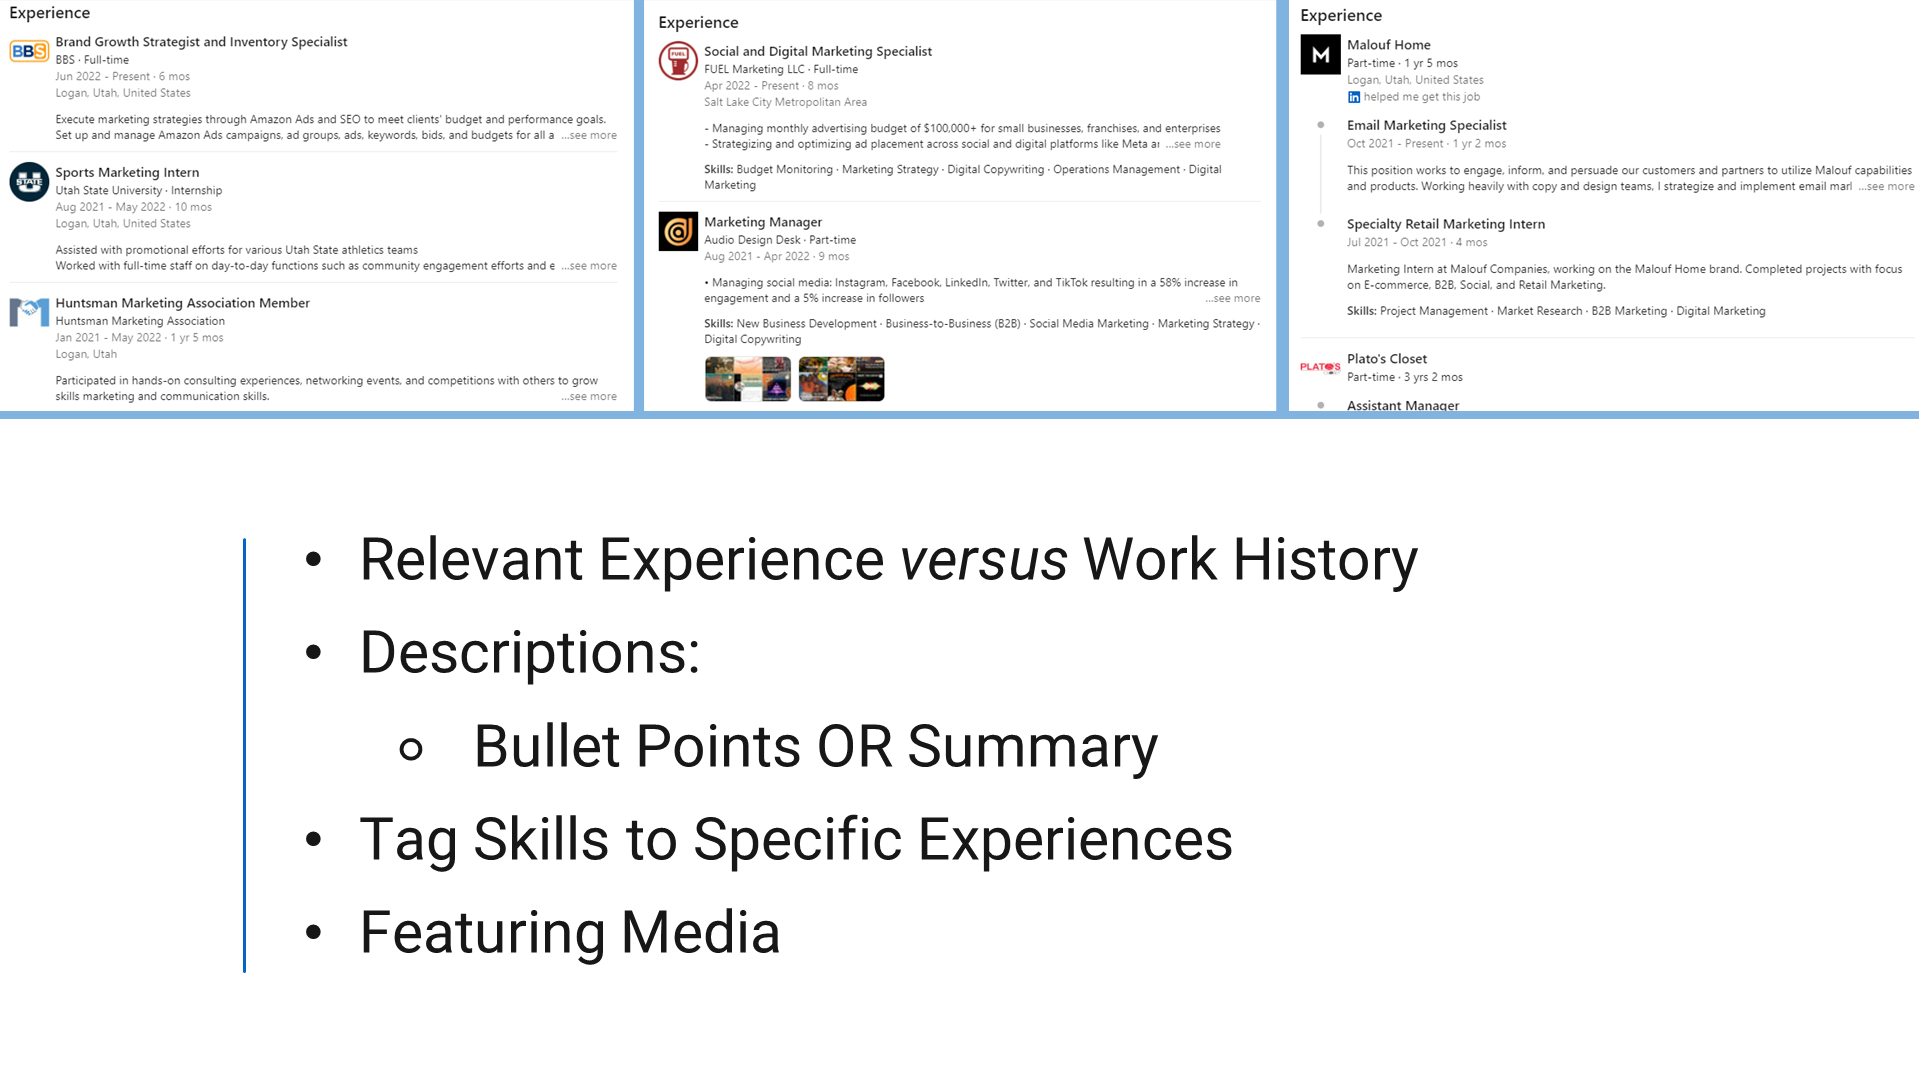 Experience
BBS
Brand Growth Strategist and Inventory Specialist
BBS · Full-time
Jun 2022 - Present · 6 mos
Logan, Utah, United States
Execute marketing strategies through Amazon Ads and SEO to meet clients' budget and performance goals.
Set up and manage Amazon Ads campaigns, ad groups, ads, keywords, bids, and budgets for all a ...see more
STATE
Sports Marketing Intern
Utah State University · Internship
Aug 2021 - May 2022 · 10 mos
Logan, Utah, United States
Assisted with promotional efforts for various Utah State athletics teams
Worked with full-time staff on day-to-day functions such as community engagement efforts and e ...see more
Huntsman Marketing Association Member
Huntsman Marketing Association
Jan 2021 - May 2022 · 1 yr 5 mos
Logan, Utah
Participated in hands-on consulting experiences, networking events, and competitions with others to grow
skills marketing and communication skills. ...see more
Experience
FUEL
Social and Digital Marketing Specialist
FUEL Marketing LLC · Full-time
Apr 2022 - Present · 8 mos
Salt Lake City Metropolitan Area
- Managing monthly advertising budget of $100,000+ for small businesses, franchises, and enterprises
- Strategizing and optimizing ad placement across social and digital platforms like Meta ar ...see more
Skills: Budget Monitoring · Marketing Strategy · Digital Copywriting · Operations Management · Digital
Marketing
Marketing Manager
Audio Design Desk · Part-time
Aug 2021 - Apr 2022 · 9 mos
• Managing social media: Instagram, Facebook, LinkedIn, Twitter, and TikTok resulting in a 58% increase in
engagement and a 5% increase in followers ...see more
Skills: New Business Development · Business-to-Business (B2B) · Social Media Marketing · Marketing Strategy ·
Digital Copywriting
Experience
M
Malouf Home
Part-time · 1 yr 5 mos
Logan, Utah, United States
in helped me get this job
Email Marketing Specialist
Oct 2021 - Present · 1 yr 2 mos
This position works to engage, inform, and persuade our customers and partners to utilize Malouf capabilities
and products. Working heavily with copy and design teams, I strategize and implement email marl ...see more
Specialty Retail Marketing Intern
Jul 2021 - Oct 2021 · 4 mos
Marketing Intern at Malouf Companies, working on the Malouf Home brand. Completed projects with focus
on E-commerce, B2B, Social, and Retail Marketing.
Skills: Project Management · Market Research · B2B Marketing · Digital Marketing
PLATO'S
Plato's Closet
Part-time · 3 yrs 2 mos
Assistant Manager
• Relevant Experience versus Work History
• Descriptions:
○ Bullet Points OR Summary
• Tag Skills to Specific Experiences
• Featuring Media